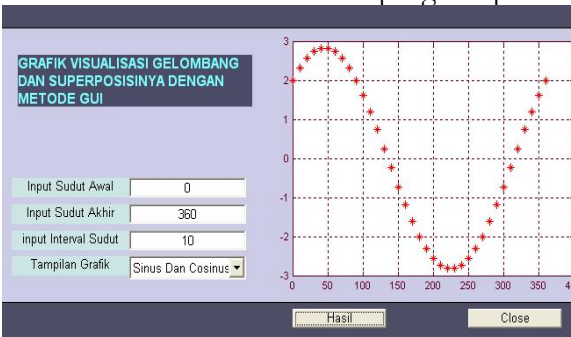 GRAFIK VISUALISASI GELOMBANG
DAN SUPERPOSISINYA DENGAN
METODE GUI
Input Sudut Awal 0
Input Sudut Akhir 360
input Interval Sudut 10
Tampilan Grafik Sinus Dan Cosinus
3
2
1
0
-1
-2
-3
0 50 100 150 200 250 300 350 4
Hasil Close